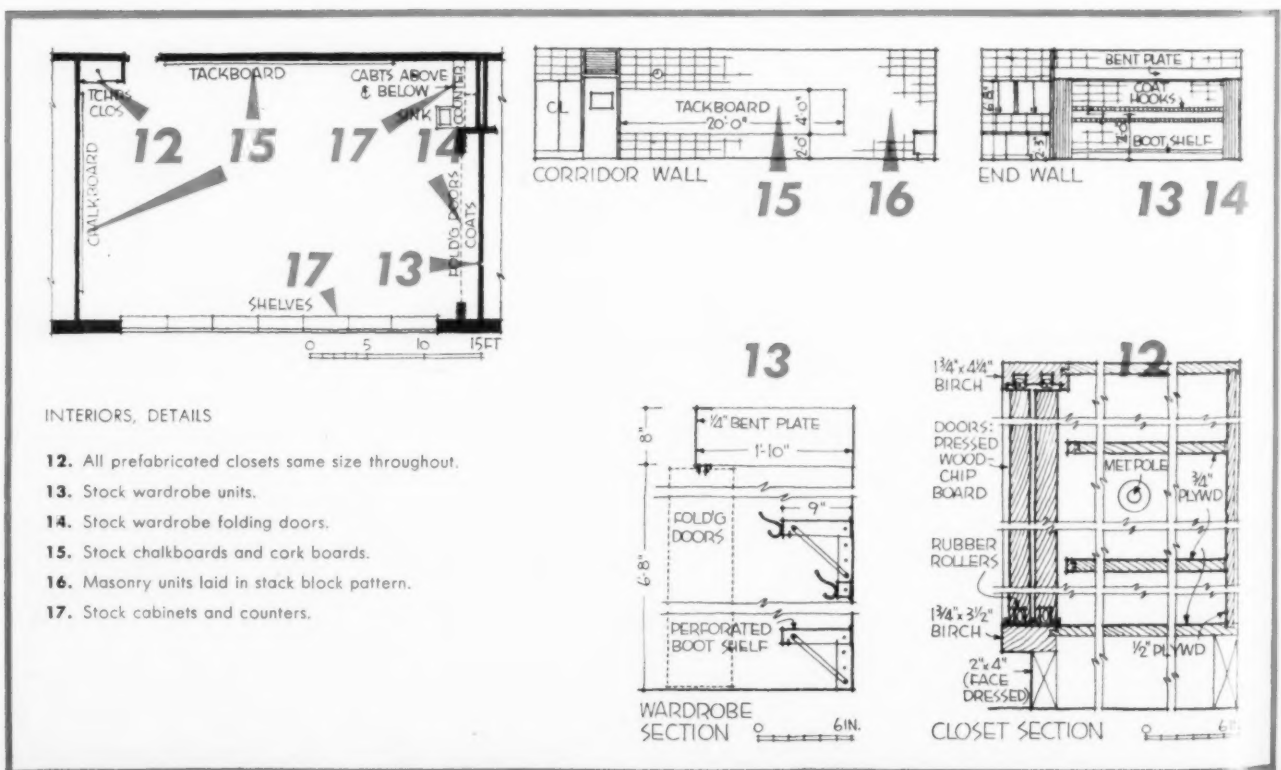 TACKBOARD
CABTS ABOVE
& BELOW
TCHRS
CLOS
COUNTER
SINK
12
15
17
14
CHALKBOARD
FOLD'G DOORS
COATS
13
17
SHELVES
0 5 10 15FT
C/L
TACKBOARD
20'-0"
4'-0"
2'-0"
CORRIDOR WALL
15
16
BENT PLATE
COAT
HOOKS
BOOT SHELF
END WALL
13
14
INTERIORS, DETAILS
12. All prefabricated closets same size throughout.
13. Stock wardrobe units.
14. Stock wardrobe folding doors.
15. Stock chalkboards and cork boards.
16. Masonry units laid in stack block pattern.
17. Stock cabinets and counters.
13
8"
1/4" BENT PLATE
1'-10"
FOLD'G
DOORS
9"
6'-8"
PERFORATED
BOOT SHELF
WARDROBE
SECTION
0 6IN.
12
1 3/4" x 4 1/4"
BIRCH
DOORS:
PRESSED
WOOD-
CHIP
BOARD
MET POLE
3/4"
PLYWD
RUBBER
ROLLERS
1 3/4" x 3 1/2"
BIRCH
1/2" PLYWD
2" x 4"
(FACE
DRESSED)
CLOSET SECTION
0